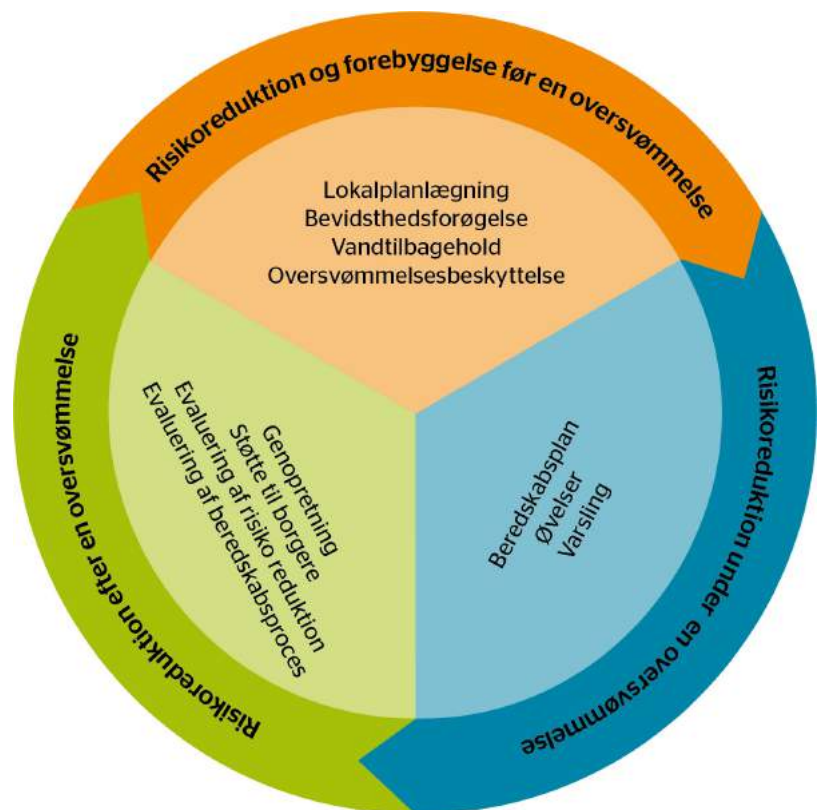 Risikoreduktion og forebyggelse før en oversvømmelse
Lokalplanlægning
Bevidsthedsforøgelse
Vandtilbagehold
Oversvømmelsesbeskyttelse
Risikoreduktion under en oversvømmelse
Beredskabsplan
Øvelser
Varsling
Risikoreduktion efter en oversvømmelse
Genopretning
Støtte til borgere
Evaluering af risiko reduktion
Evaluering af beredskabsproces